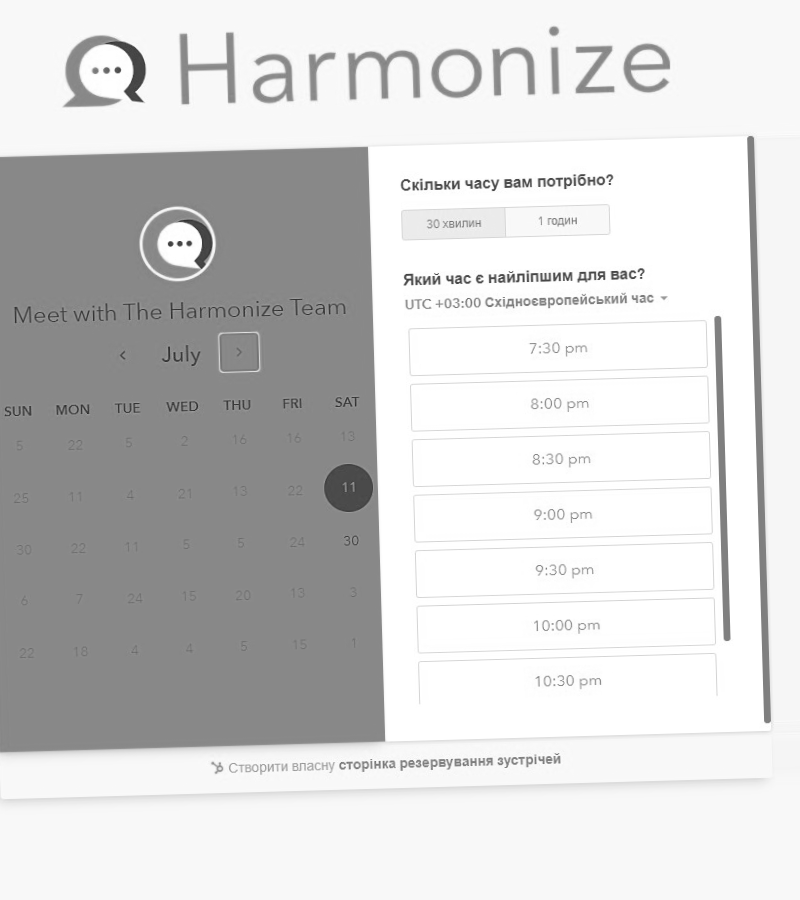 Harmonize
Meet with The Harmonize Team
July
SUN MON TUE WED THU FRI SAT
5 22 5 2 16 16 13
25 11 4 21 13 22 11
30 22 11 5 5 24 30
6 7 24 15 20 13 3
22 18 4 4 5 15 1
Скільки часу вам потрібно?
30 хвилин 1 годин
Який час є найліпшим для вас?
UTC +03:00 Східноєвропейський час
7:30 pm
8:00 pm
8:30 pm
9:00 pm
9:30 pm
10:00 pm
10:30 pm
Створити власну сторінка резервування зустрічей